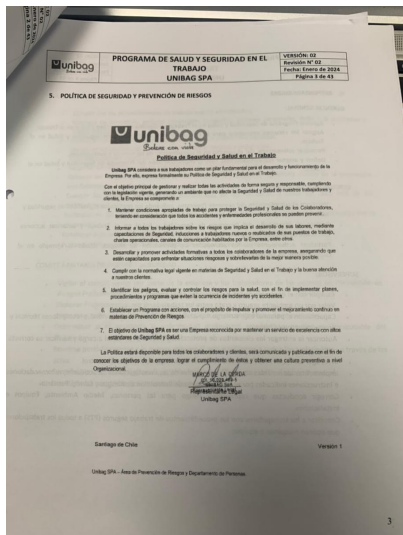 unibag
PROGRAMA DE SALUD Y SEGURIDAD EN EL
TRABAJO
UNIBAG SPA
VERSIÓN: 02
Revisión N° 02
Fecha: Enero de 2024
Página 3 de 43
5. POLÍTICA DE SEGURIDAD Y PREVENCIÓN DE RIESGOS
unibag
Bolsas con vida
Política de Seguridad y Salud en el Trabajo
Unibag SPA considera a sus trabajadores como un pilar fundamental para el desarrollo y funcionamiento de la
Empresa. Por ello, expresa formalmente su Política de Seguridad y Salud en el Trabajo.
Con el objetivo principal de gestionar y realizar todas las actividades de forma segura y responsable, cumpliendo
con la legislación vigente, generando un ambiente que no afecte la Seguridad y Salud de nuestros trabajadores y
clientes, la Empresa se compromete a:
1. Mantener condiciones apropiadas de trabajo para proteger la Seguridad y Salud de los Colaboradores,
teniendo en consideración que todos los accidentes y enfermedades profesionales se pueden prevenir.
2. Informar a todos los trabajadores sobre los riesgos que implica el desarrollo de sus labores, mediante
capacitaciones de Seguridad, inducciones a trabajadores nuevos o reubicados de sus puestos de trabajo,
charlas operacionales, canales de comunicación habilitados por la Empresa, entre otros.
3. Desarrollar y promover actividades formativas a todos los colaboradores de la empresa, asegurando que
están capacitados para enfrentar situaciones riesgosas y sobrellevarlas de la mejor manera posible.
4. Cumplir con la normativa legal vigente en materias de Seguridad y Salud en el Trabajo y la buena atención
a nuestros clientes.
5. Identificar los peligros, evaluar y controlar los riesgos para la salud, con el fin de implementar planes,
procedimientos y programas que eviten la ocurrencia de incidentes y/o accidentes.
6. Establecer un Programa con acciones, con el propósito de impulsar y promover el mejoramiento continuo en
materias de Prevención de Riesgos.
7. El objetivo de Unibag SPA es ser una Empresa reconocida por mantener un servicio de excelencia con altos
estándares de Seguridad y Salud
La Política estará disponible para todos los colaboradores y clientes, será comunicada y publicada con el fin de
conocer los objetivos de la empresa, lograr el cumplimiento de éstos y obtener una cultura preventiva a nivel
Organizacional.
MARCO DE LA CERDA
Representante Legal
Unibag SPA
Santiago de Chile
Versión 1
Unibag SPA – Área de Prevención de Riesgos y Departamento de Personas
3